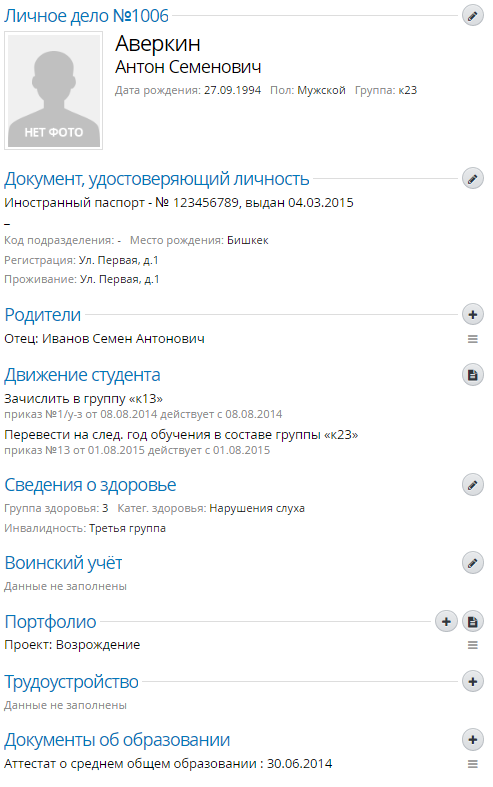 Личное дело №1006
Аверкин
Антон Семенович
Дата рождения: 27.09.1994 Пол: Мужской Группа: к23
НЕТ ФОТО
Документ, удостоверяющий личность
Иностранный паспорт - № 123456789, выдан 04.03.2015
–
Код подразделения: - Место рождения: Бишкек
Регистрация: Ул. Первая, д.1
Проживание: Ул. Первая, д.1
Родители
Отец: Иванов Семен Антонович
Движение студента
Зачислить в группу «к13»
приказ №1/у-з от 08.08.2014 действует с 08.08.2014
Перевести на след. год обучения в составе группы «к23»
приказ №13 от 01.08.2015 действует с 01.08.2015
Сведения о здоровье
Группа здоровья: 3 Катег. здоровья: Нарушения слуха
Инвалидность: Третья группа
Воинский учёт
Данные не заполнены
Портфолио
Проект: Возрождение
Трудоустройство
Данные не заполнены
Документы об образовании
Аттестат о среднем общем образовании : 30.06.2014